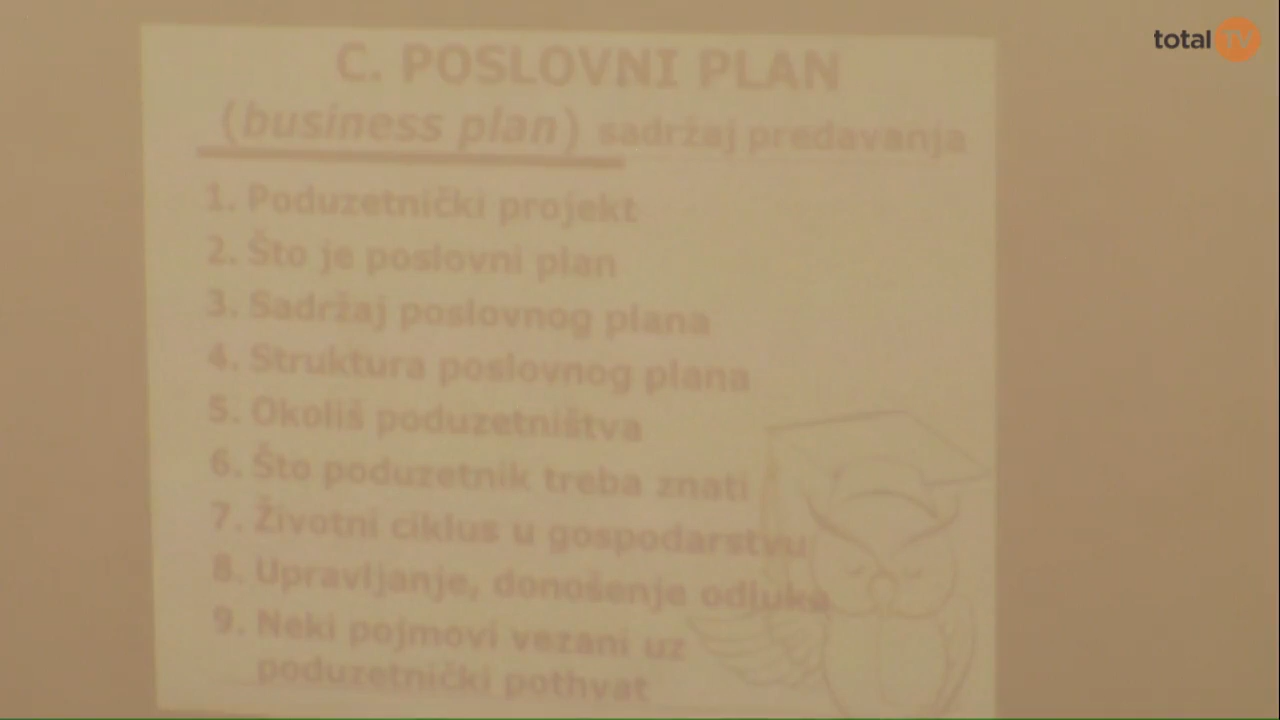 total TV
C. POSLOVNI PLAN
(business plan) sadržaj predavanja
1. Poduzetnički projekt
2. Što je poslovni plan
3. Sadržaj poslovnog plana
4. Struktura poslovnog plana
5. Okoliš poduzetništva
6. Što poduzetnik treba znati
7. Životni ciklus u gospodarstvu
8. Upravljanje, donošenje odluka
9. Neki pojmovi vezani uz
poduzetnički pothvat